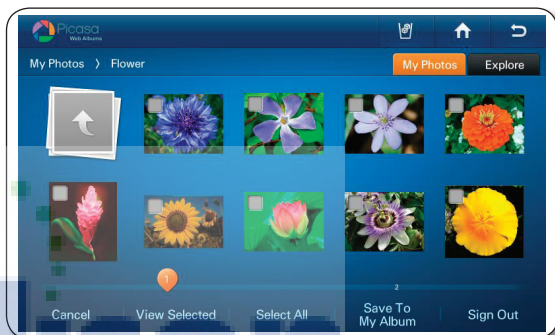 Picasa
Web Albums
My Photos > Flower
My Photos
Explore
1
2
Cancel
View Selected
Select All
Save To
My Album
Sign Out